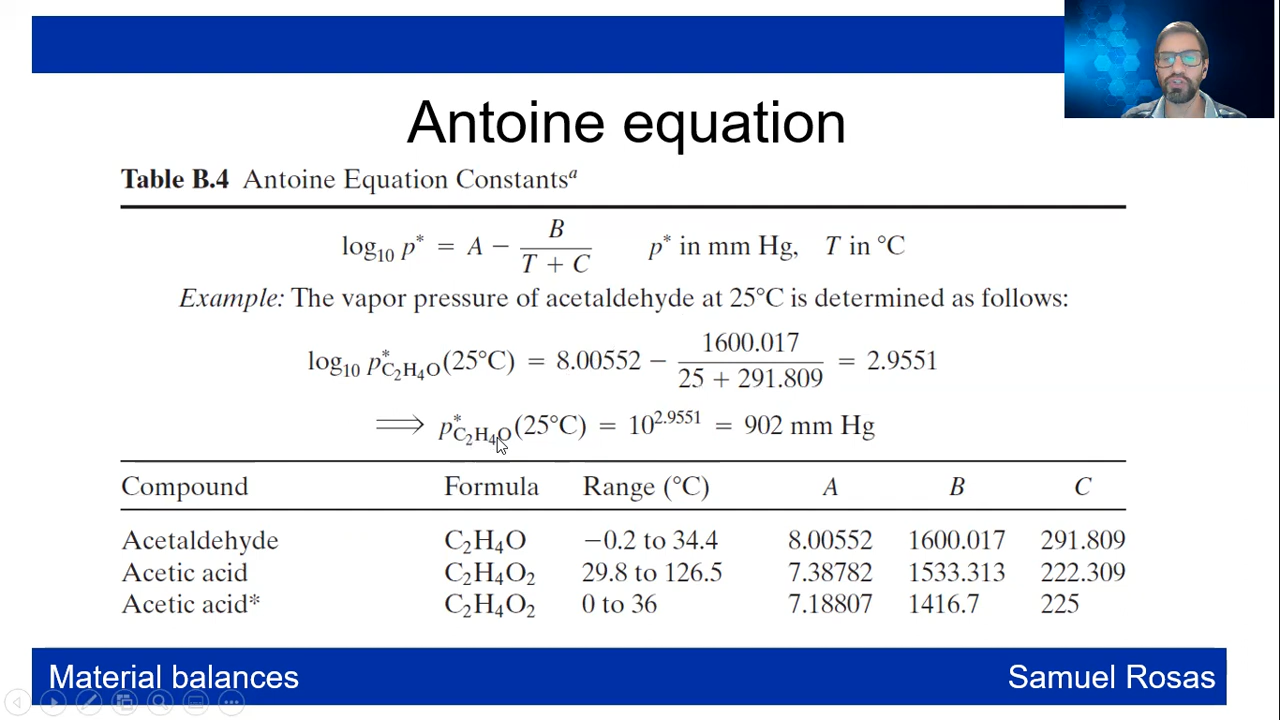 Antoine equation
Table B.4 Antoine Equation Constantsᵃ
log₁₀ p* = A − B / (T + C)    p* in mm Hg,  T in °C
Example: The vapor pressure of acetaldehyde at 25°C is determined as follows:
log₁₀ p*C₂H₄O(25°C) = 8.00552 − 1600.017 / (25 + 291.809) = 2.9551
⟹ p*C₂H₄O(25°C) = 10^2.9551 = 902 mm Hg
Compound Formula Range (°C) A B C
Acetaldehyde C₂H₄O −0.2 to 34.4 8.00552 1600.017 291.809
Acetic acid C₂H₄O₂ 29.8 to 126.5 7.38782 1533.313 222.309
Acetic acid* C₂H₄O₂ 0 to 36 7.18807 1416.7 225
Material balances Samuel Rosas